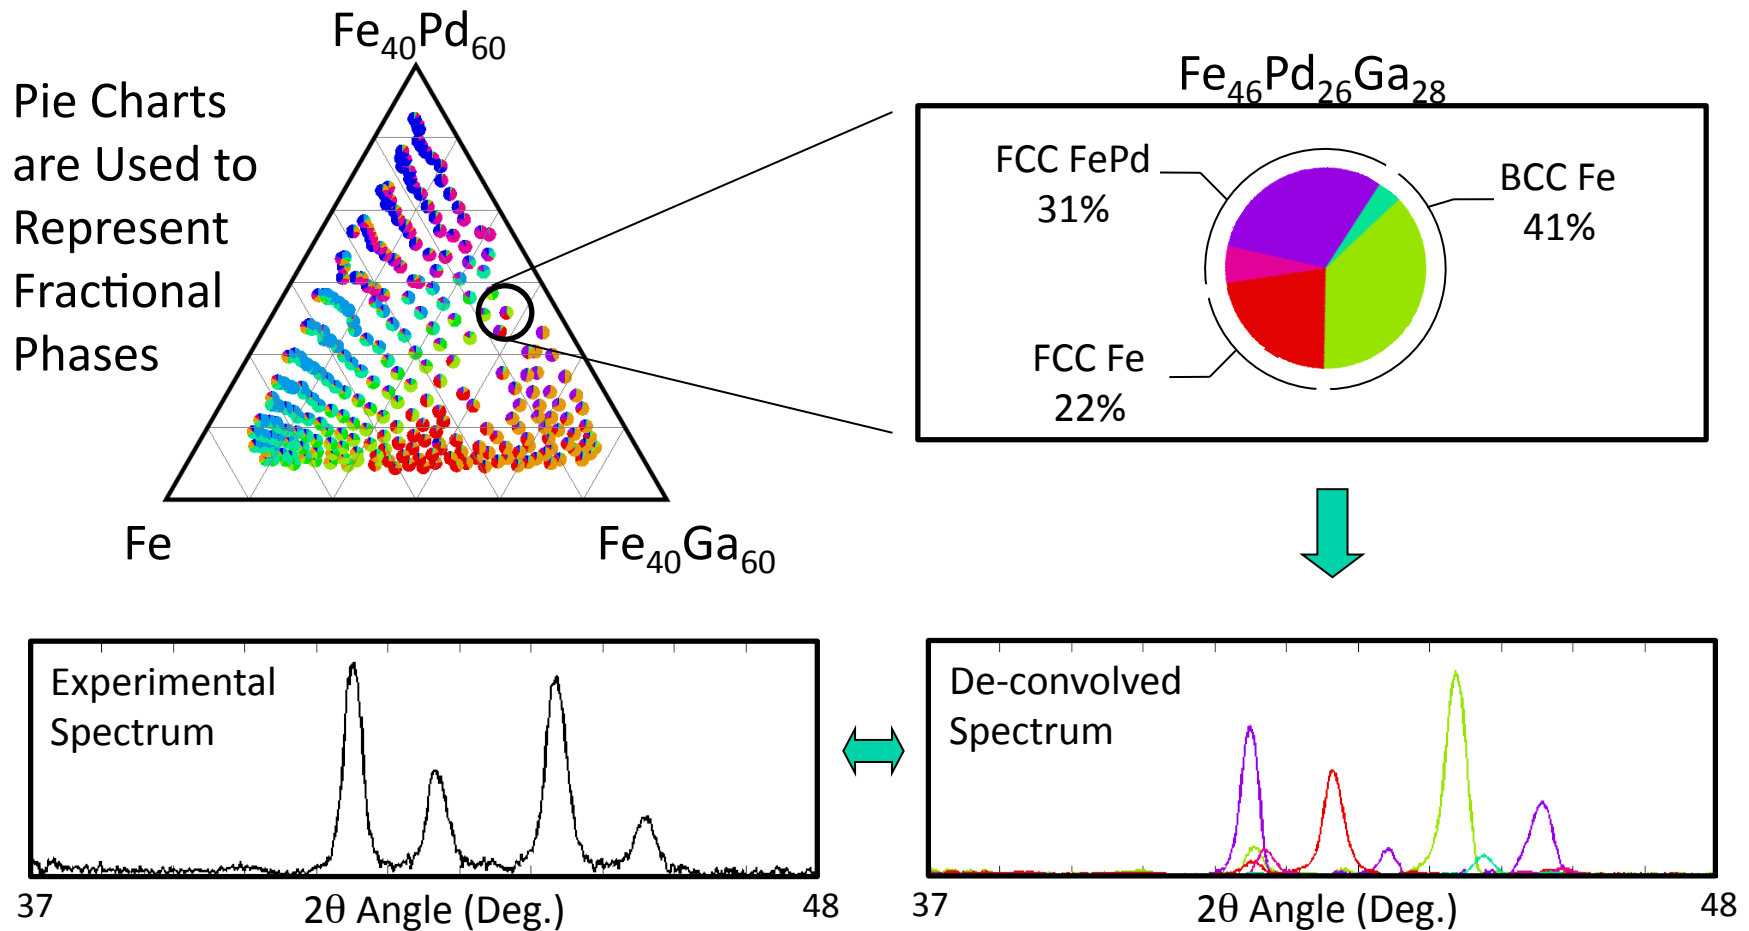 Fe₄₀Pd₆₀
Pie Charts
are Used to
Represent
Fractional
Phases
Fe
Fe₄₀Ga₆₀
Fe₄₆Pd₂₆Ga₂₈
FCC FePd
31%
BCC Fe
41%
FCC Fe
22%
Experimental
Spectrum
37
2θ Angle (Deg.)
48
De-convolved
Spectrum
37
2θ Angle (Deg.)
48